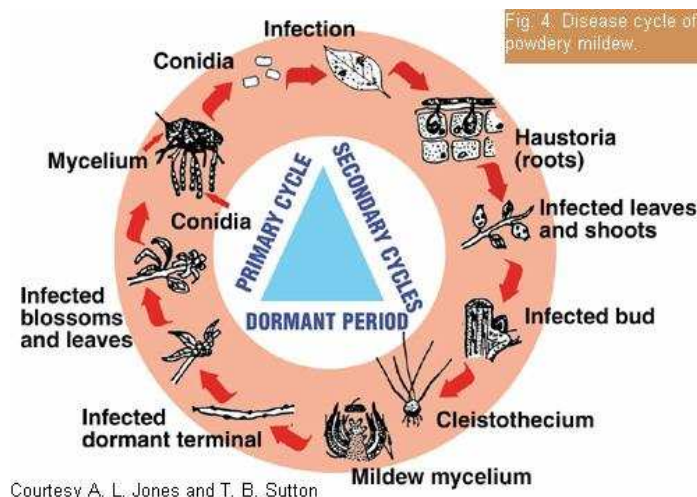 Fig. 4. Disease cycle of
powdery mildew.
Infection
Conidia
Haustoria
(roots)
Mycelium
Conidia
Infected leaves
and shoots
PRIMARY CYCLE
SECONDARY CYCLES
DORMANT PERIOD
Infected
blossoms
and leaves
Infected bud
Cleistothecium
Infected
dormant terminal
Mildew mycelium
Courtesy A. L. Jones and T. B. Sutton